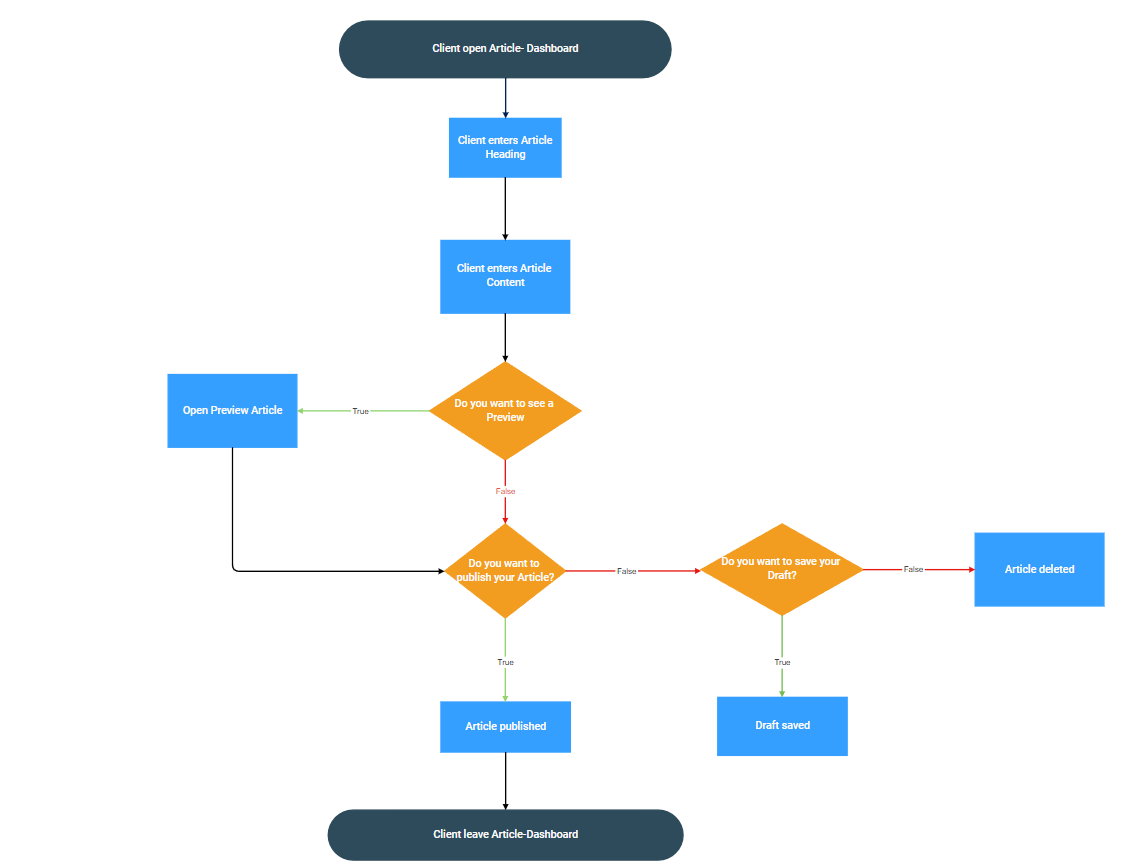 Client open Article- Dashboard
Client enters Article
Heading
Client enters Article
Content
Do you want to see a
Preview
True
Open Preview Article
False
Do you want to
publish your Article?
False
Do you want to save your
Draft?
False
Article deleted
True
True
Article published
Draft saved
Client leave Article-Dashboard